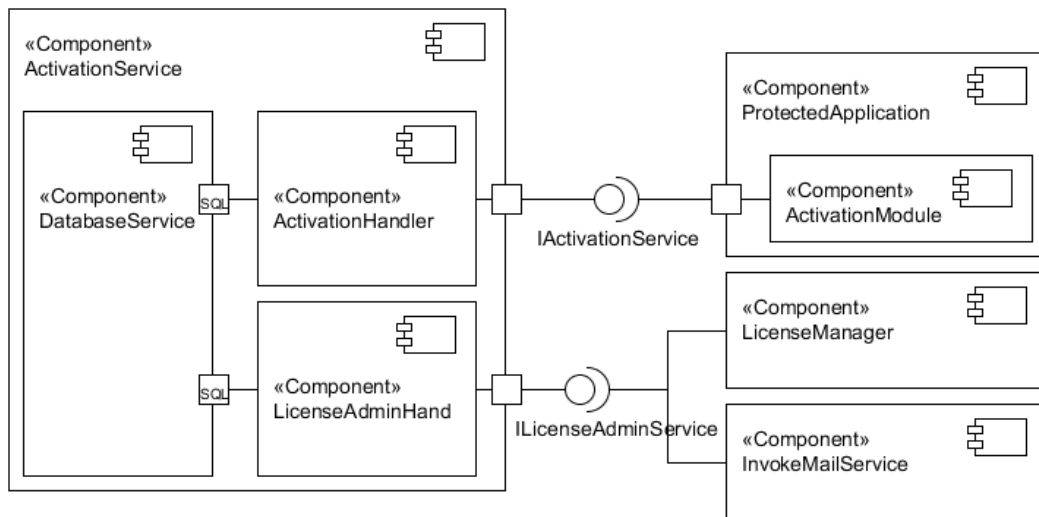 «Component»
ActivationService
«Component»
DatabaseService
SQL
SQL
«Component»
ActivationHandler
«Component»
LicenseAdminHand
IActivationService
ILicenseAdminService
«Component»
ProtectedApplication
«Component»
ActivationModule
«Component»
LicenseManager
«Component»
InvokeMailService